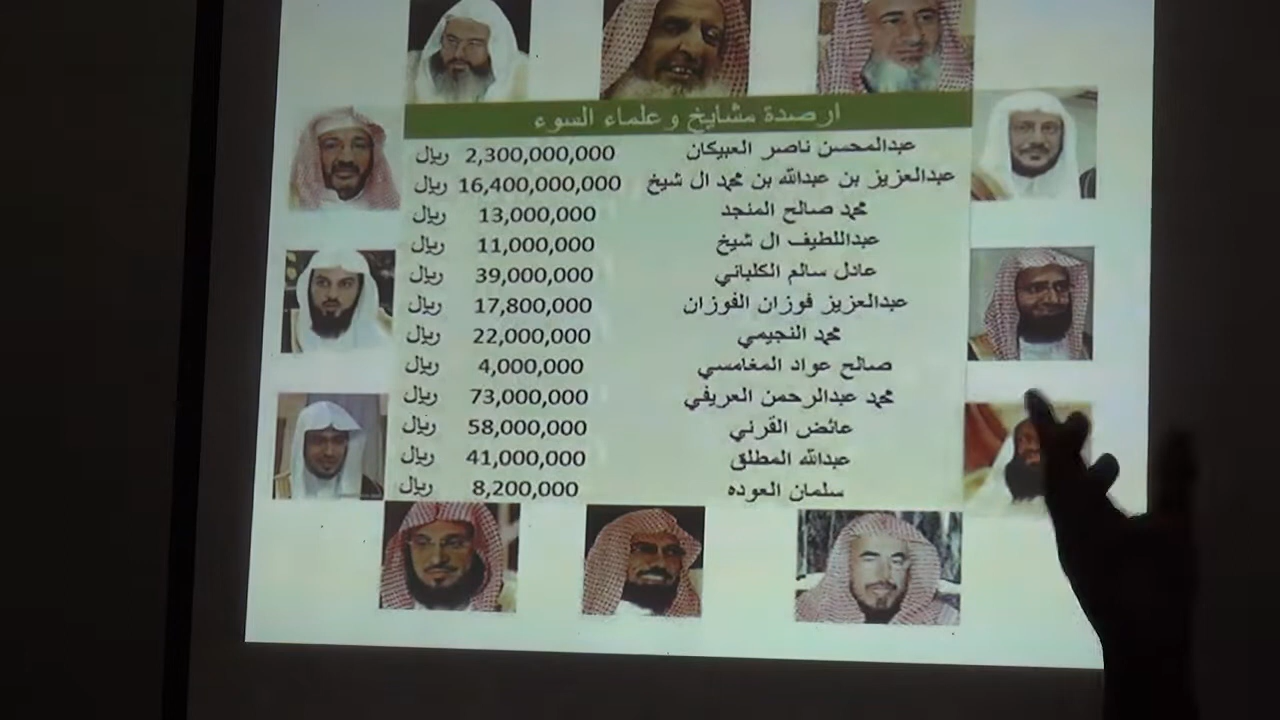 ارصدة مشايخ وعلماء السوء
عبدالمحسن ناصر العبيكان 2,300,000,000 ريال
عبدالعزيز بن عبدالله بن محمد ال شيخ 16,400,000,000 ريال
محمد صالح المنجد 13,000,000 ريال
عبداللطيف ال شيخ 11,000,000 ريال
عادل سالم الكلباني 39,000,000 ريال
عبدالعزيز فوزان الفوزان 17,800,000 ريال
محمد النجيمي 22,000,000 ريال
صالح عواد المغامسي 4,000,000 ريال
محمد عبدالرحمن العريفي 73,000,000 ريال
عائض القرني 58,000,000 ريال
عبدالله المطلق 41,000,000 ريال
سلمان العوده 8,200,000 ريال